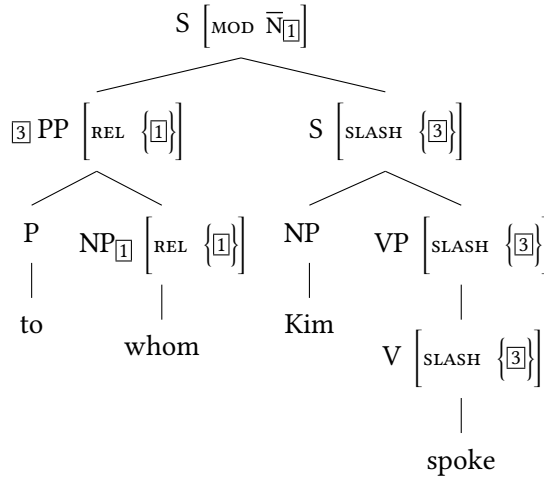 S [MOD N̅1]
3 PP [REL {1}] S [SLASH {3}]
P NP1 [REL {1}] NP VP [SLASH {3}]
to whom Kim V [SLASH {3}]
spoke